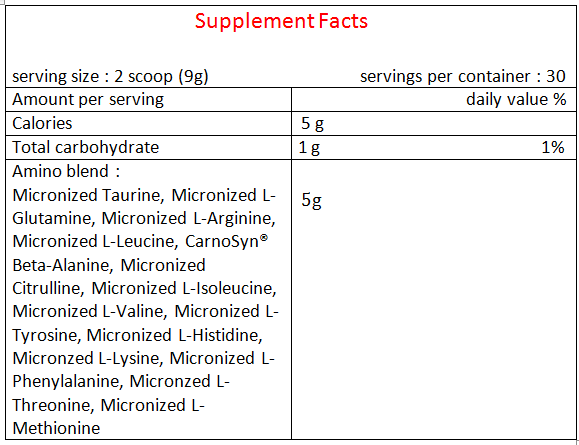 Supplement Facts
serving size : 2 scoop (9g) servings per container : 30
Amount per serving daily value %
Calories 5 g
Total carbohydrate 1 g 1%
Amino blend :
Micronized Taurine, Micronized L-
Glutamine, Micronized L-Arginine,
Micronized L-Leucine, CarnoSyn®
Beta-Alanine, Micronized
Citrulline, Micronized L-Isoleucine,
Micronized L-Valine, Micronized L-
Tyrosine, Micronized L-Histidine,
Micronzed L-Lysine, Micronized L-
Phenylalanine, Micronzed L-
Threonine, Micronized L-
Methionine
5g